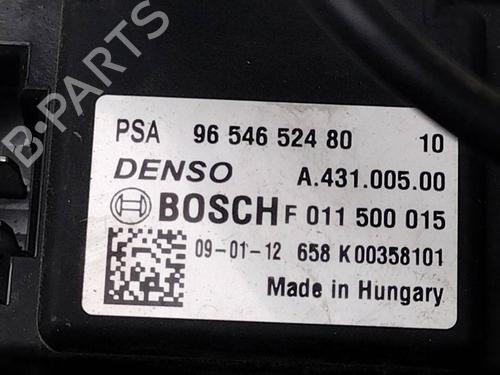 B-PARTS
PSA 96 546 524 80 10
DENSO A.431.005.00
BOSCH F 011 500 015
09-01-12 658 K00358101
Made in Hungary